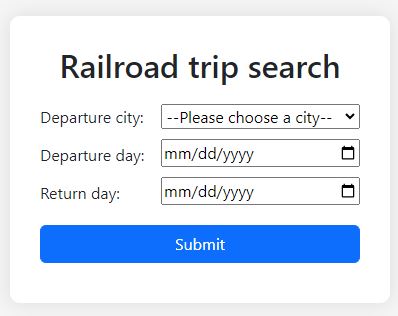 Railroad trip search
Departure city: --Please choose a city--
Departure day: mm/dd/yyyy
Return day: mm/dd/yyyy
Submit